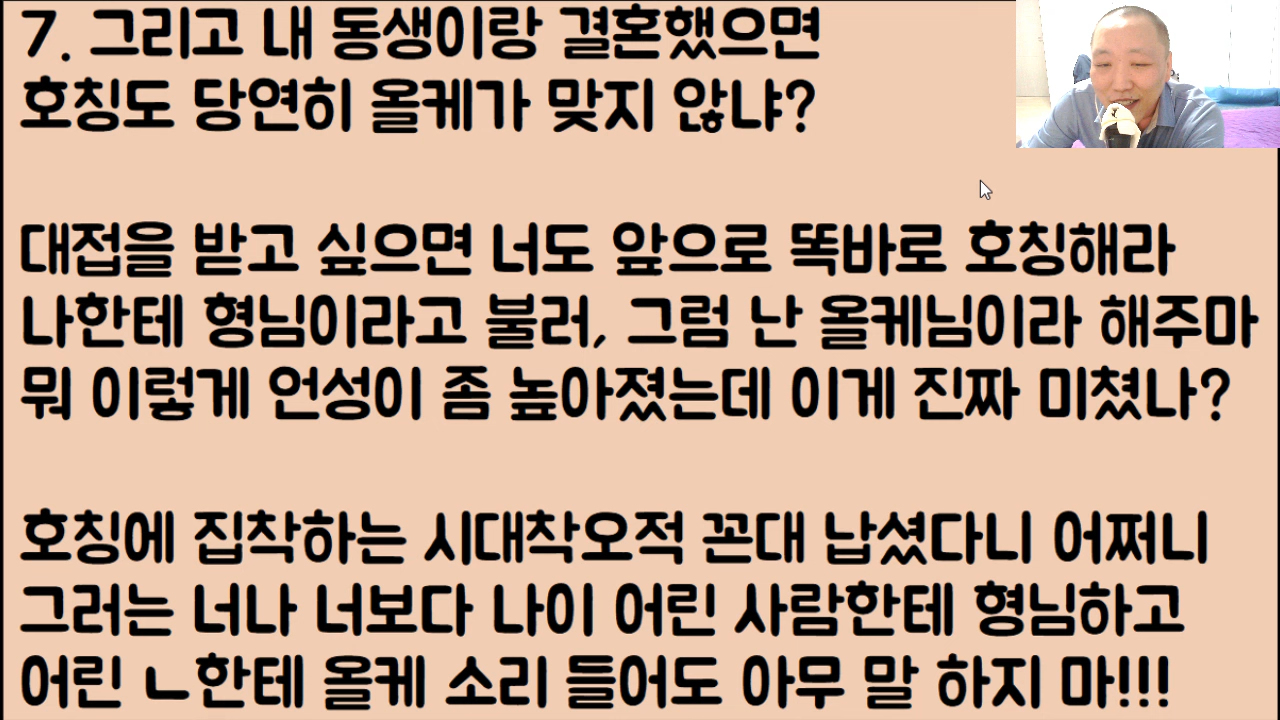 7. 그리고 내 동생이랑 결혼했으면
호칭도 당연히 올케가 맞지 않냐?
대접을 받고 싶으면 너도 앞으로 똑바로 호칭해라
나한테 형님이라고 불러, 그럼 난 올케님이라 해주마
뭐 이렇게 언성이 좀 높아졌는데 이게 진짜 미쳤나?
호칭에 집착하는 시대착오적 꼰대 납셨다니 어쩌니
그러는 너나 너보다 나이 어린 사람한테 형님하고
어린 ㄴ한테 올케 소리 들어도 아무 말 하지 마!!!